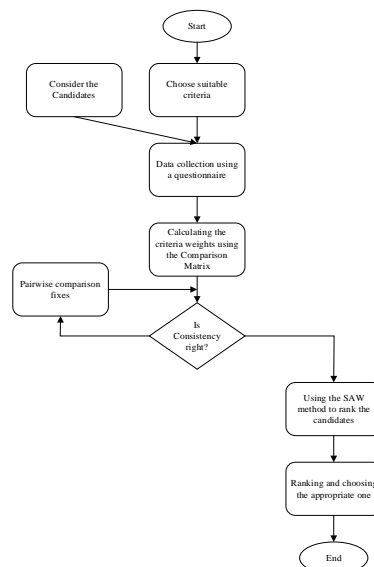 Start
Consider the
Candidates
Choose suitable
criteria
Data collection using
a questionnaire
Calculating the
criteria weights using
the Comparison
Matrix
Pairwise comparison
fixes
Is
Consistency
right?
Using the SAW
method to rank the
candidates
Ranking and choosing
the appropriate one
End